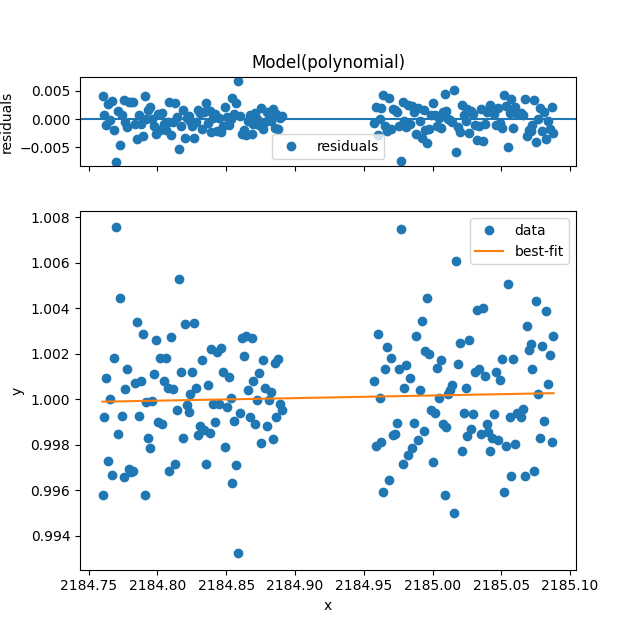 Model(polynomial)
residuals
0.005
0.000
−0.005
residuals
y
1.008
1.006
1.004
1.002
1.000
0.998
0.996
0.994
data
best-fit
2184.75 2184.80 2184.85 2184.90 2184.95 2185.00 2185.05 2185.10
x